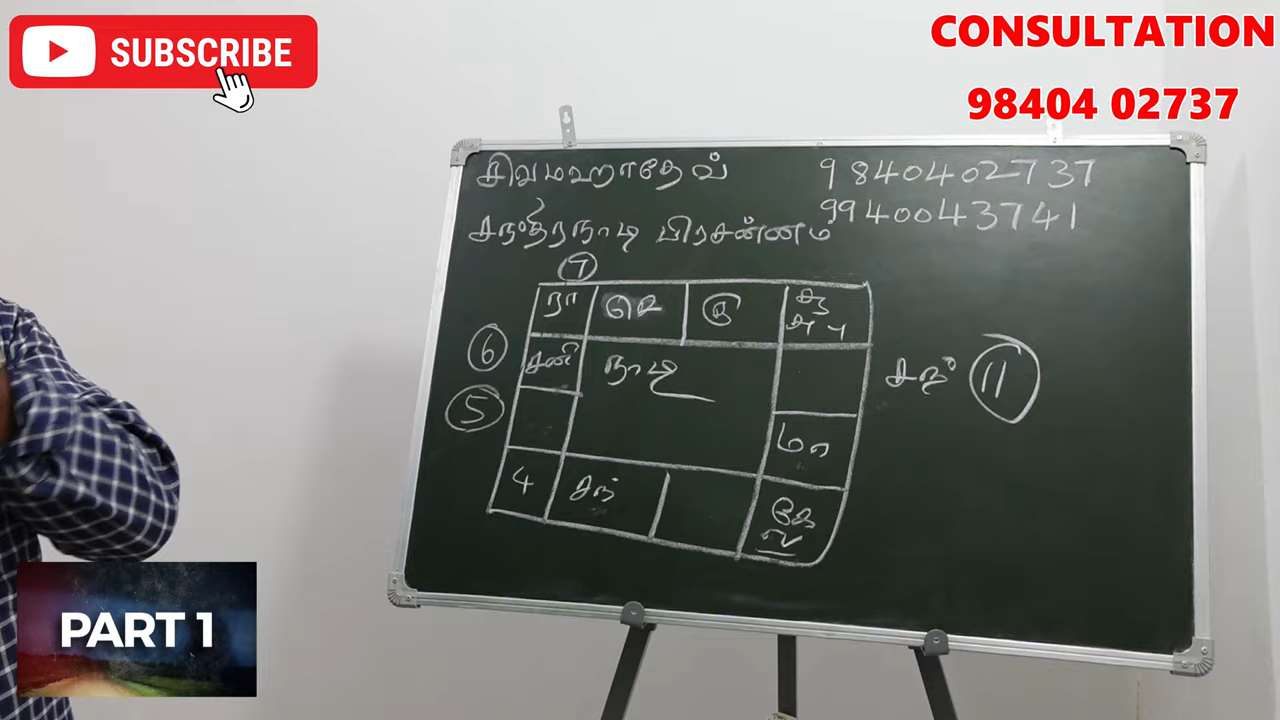 SUBSCRIBE
CONSULTATION
98404 02737
சிவமஹாதேவ் 9840402737
சந்திரநாடி பிரசன்னம் 9940043741
7
ரா செ கு
6
சனி
நாடி
சந் 11
5
மா
4 சந்
கே
ல
PART 1